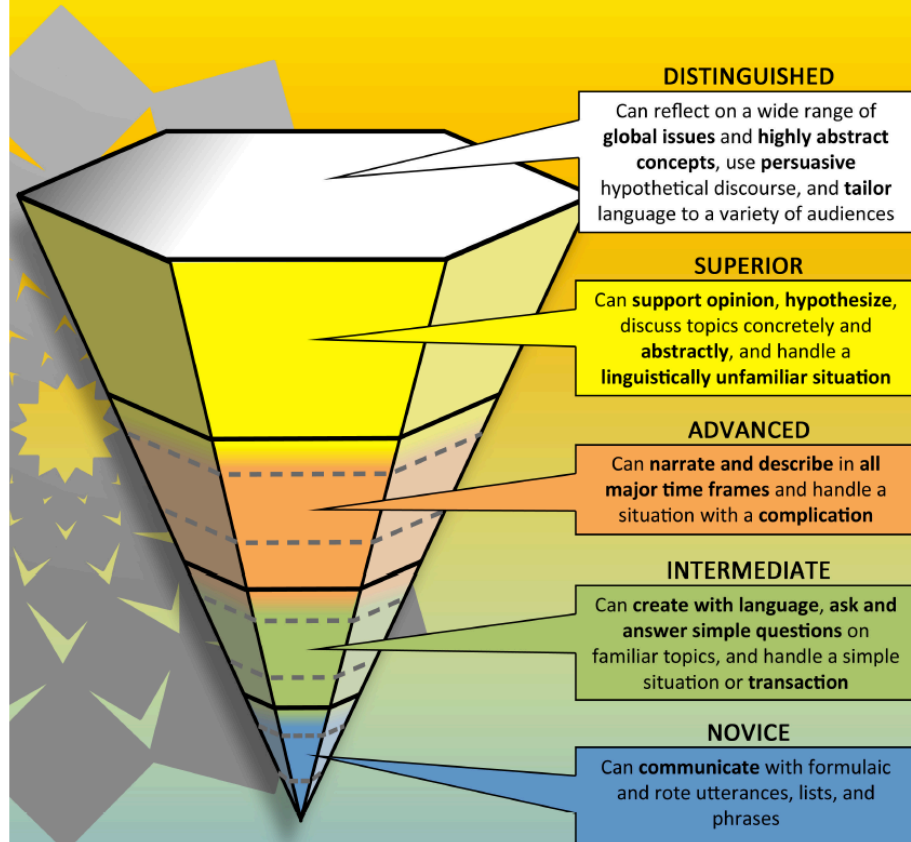 DISTINGUISHED
Can reflect on a wide range of
global issues and highly abstract
concepts, use persuasive
hypothetical discourse, and tailor
language to a variety of audiences
SUPERIOR
Can support opinion, hypothesize,
discuss topics concretely and
abstractly, and handle a
linguistically unfamiliar situation
ADVANCED
Can narrate and describe in all
major time frames and handle a
situation with a complication
INTERMEDIATE
Can create with language, ask and
answer simple questions on
familiar topics, and handle a simple
situation or transaction
NOVICE
Can communicate with formulaic
and rote utterances, lists, and
phrases